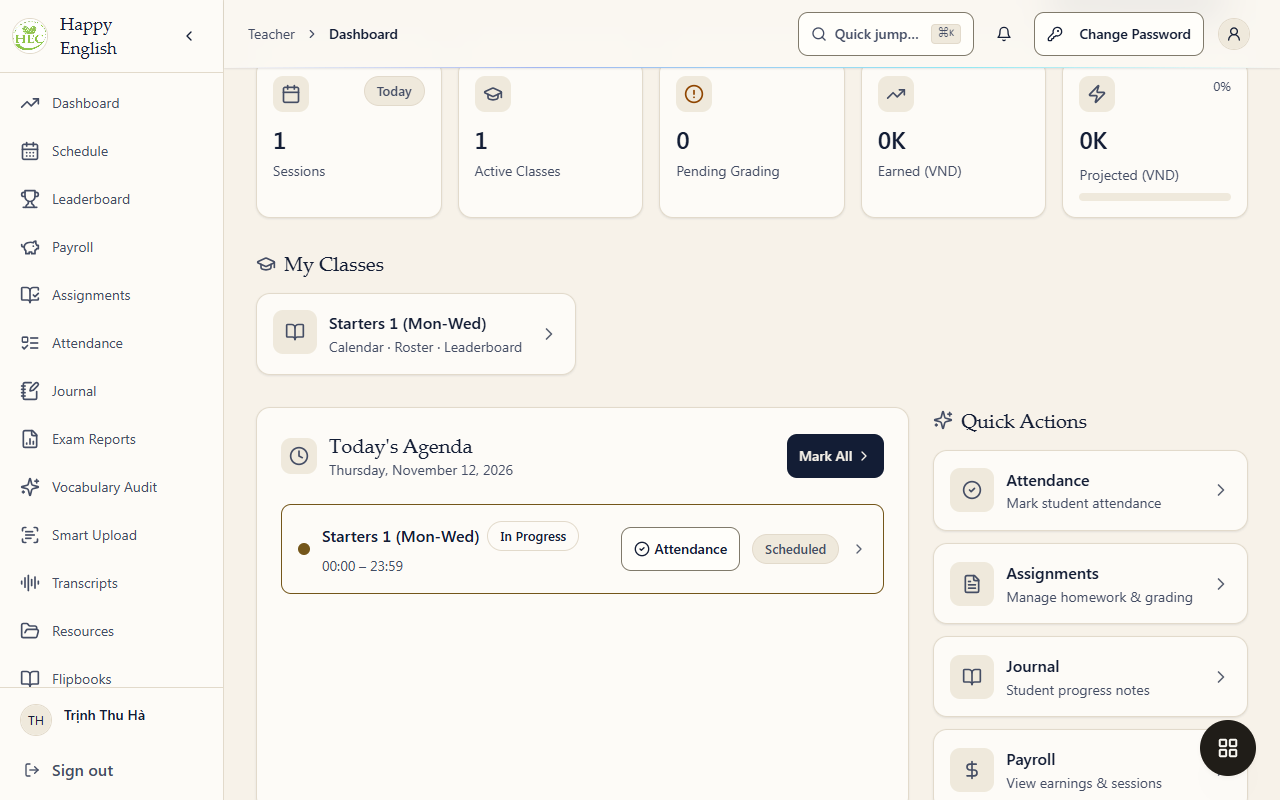 HEC
Happy
English
Dashboard
Schedule
Leaderboard
Payroll
Assignments
Attendance
Journal
Exam Reports
Vocabulary Audit
Smart Upload
Transcripts
Resources
Flipbooks
TH
Trịnh Thu Hà
Sign out
Teacher
Dashboard
Quick jump...
⌘K
Change Password
Today
1
Sessions
1
Active Classes
0
Pending Grading
0K
Earned (VND)
0%
0K
Projected (VND)
My Classes
Starters 1 (Mon-Wed)
Calendar · Roster · Leaderboard
Today's Agenda
Thursday, November 12, 2026
Mark All
Starters 1 (Mon-Wed)
In Progress
00:00 – 23:59
Attendance
Scheduled
Quick Actions
Attendance
Mark student attendance
Assignments
Manage homework & grading
Journal
Student progress notes
Payroll
View earnings & sessions